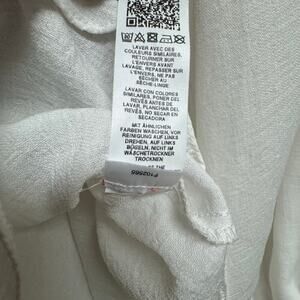 LAVER AVEC DES
COULEURS SIMILAIRES,
RETOURNER SUR
L'ENVERS AVANT
LAVAGE, REPASSER SUR
L'ENVERS, NE PAS
SÉCHER AU
SÈCHE-LINGE
LAVAR CON COLORES
SIMILARES, PONER DEL
REVÉS ANTES DE
LAVAR, PLANCHAR DEL
REVÉS, NO SECAR EN
SECADORA
MIT ÄHNLICHEN
FARBEN WASCHEN, VOR
REINIGUNG AUF LINKS
DREHEN, AUF LINKS
BÜGELN, NICHT IM
WÄSCHETROCKNER
TROCKNEN
F102565